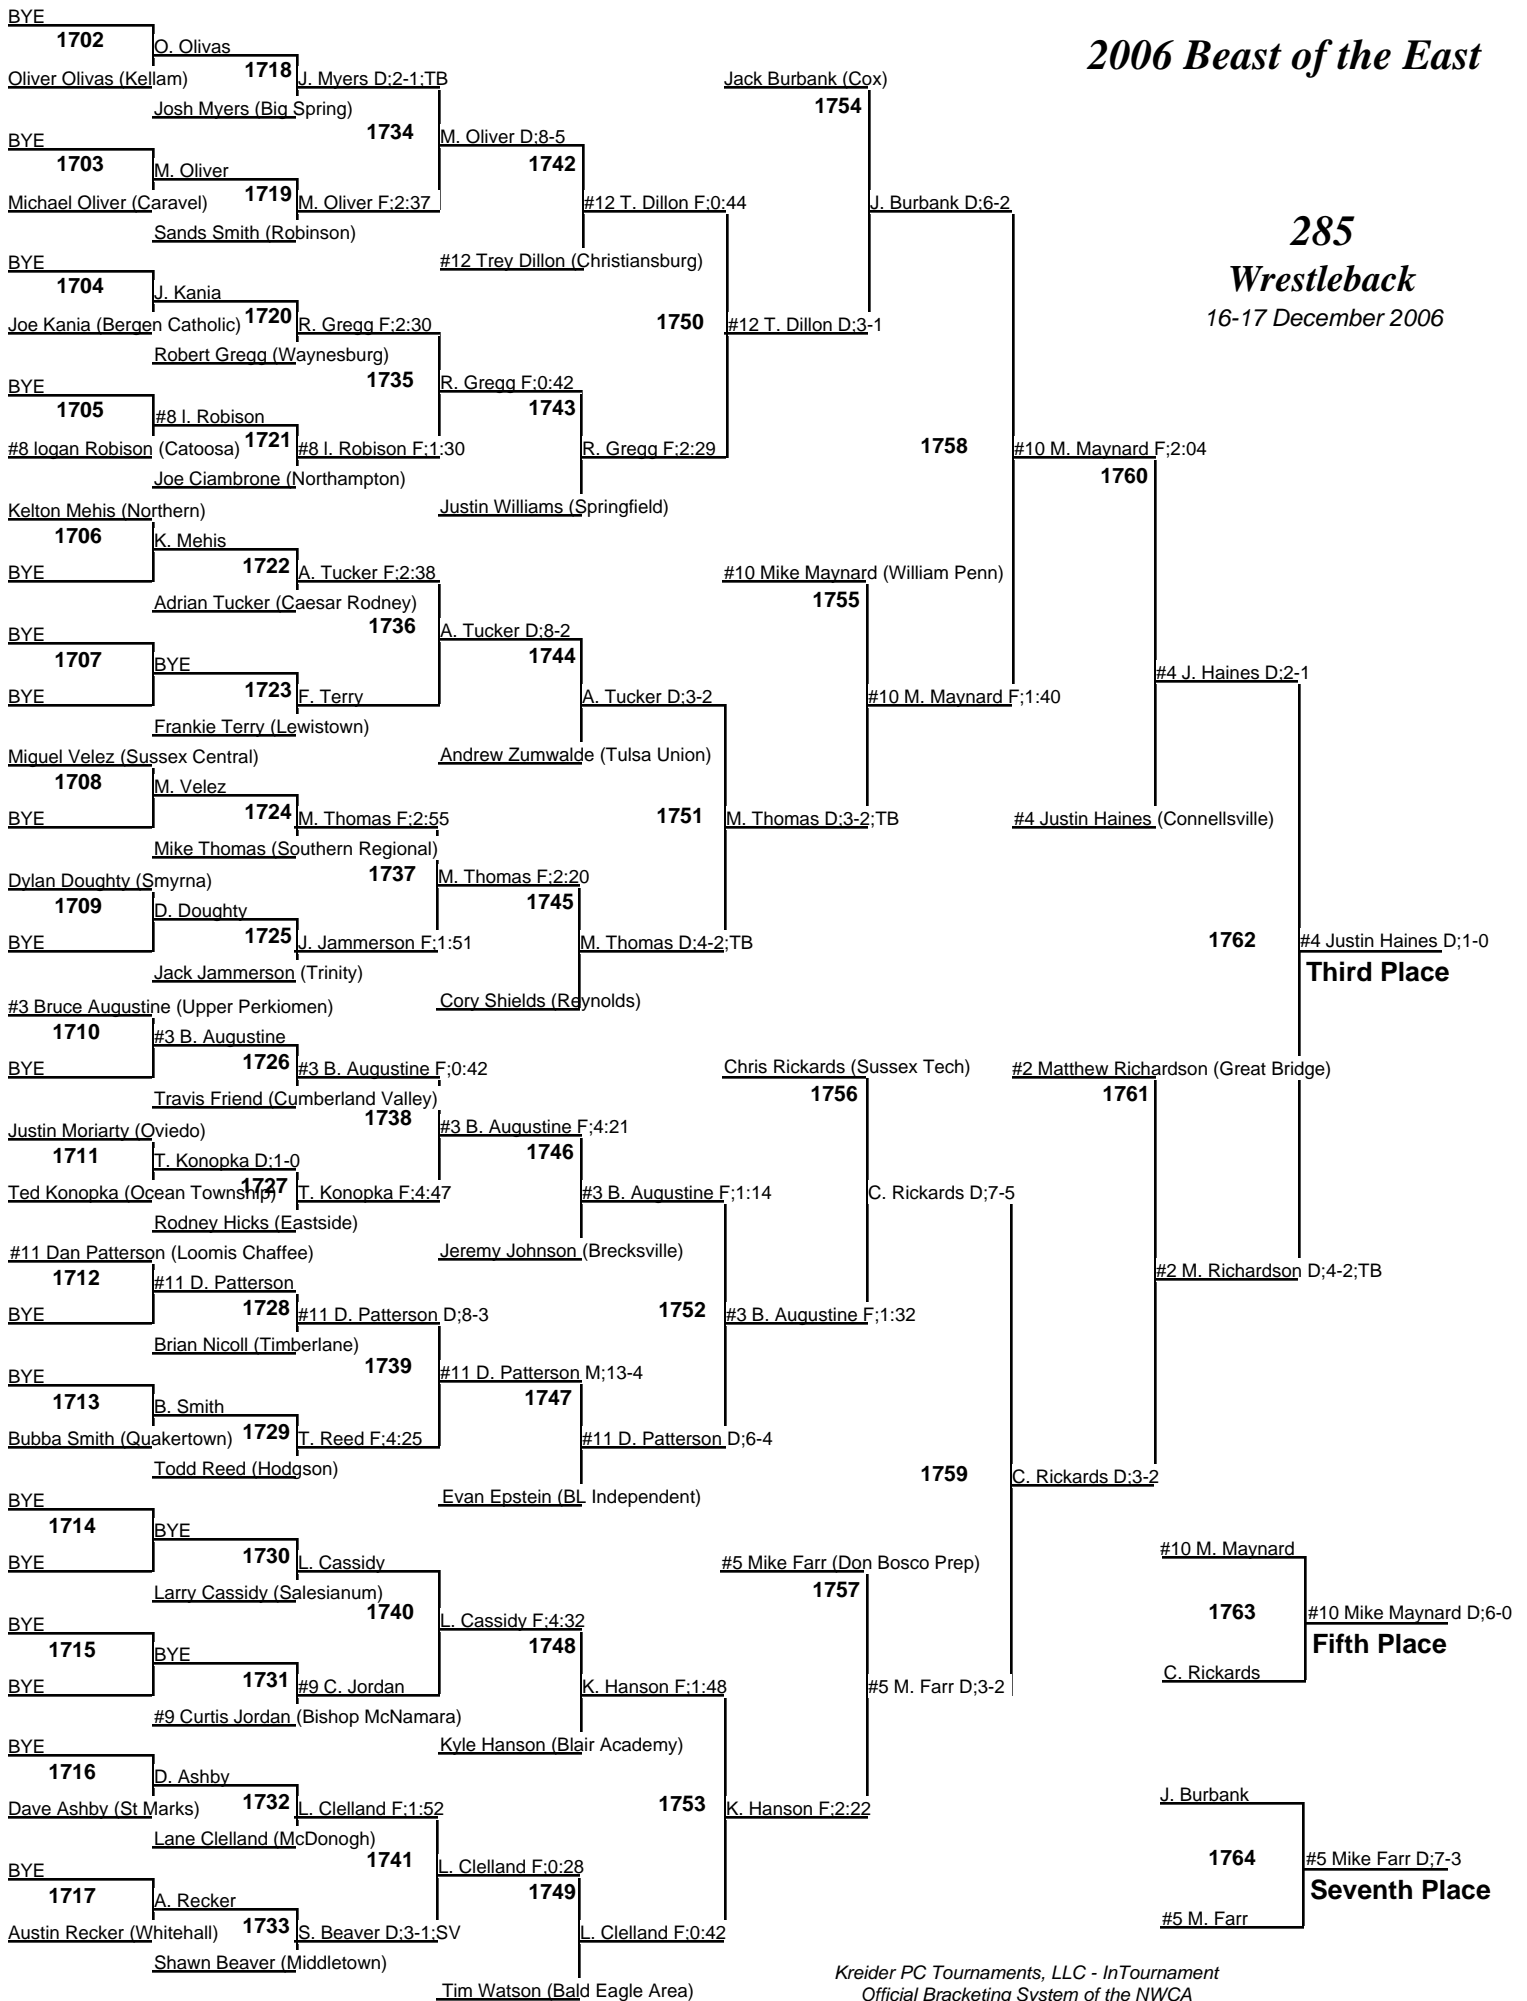 2006 Beast of the East
285
Wrestleback
16-17 December 2006
BYE
1702
O. Olivas
Oliver Olivas (Kellam)
1718
J. Myers D;2-1;TB
Josh Myers (Big Spring)
1734
M. Oliver D;8-5
BYE
1703
M. Oliver
1742
Michael Oliver (Caravel)
1719
M. Oliver F;2:37
#12 T. Dillon F;0:44
Sands Smith (Robinson)
#12 Trey Dillon (Christiansburg)
BYE
1704
J. Kania
Joe Kania (Bergen Catholic)
1720
R. Gregg F;2:30
1750
#12 T. Dillon D;3-1
Robert Gregg (Waynesburg)
1735
R. Gregg F;0:42
BYE
1705
#8 l. Robison
1743
#8 logan Robison (Catoosa)
1721
#8 l. Robison F;1:30
R. Gregg F;2:29
Joe Ciambrone (Northampton)
Justin Williams (Springfield)
Jack Burbank (Cox)
1754
J. Burbank D;6-2
1758
#10 M. Maynard F;2:04
1760
Kelton Mehis (Northern)
1706
K. Mehis
BYE
1722
A. Tucker F;2:38
Adrian Tucker (Caesar Rodney)
1736
A. Tucker D;8-2
BYE
1707
BYE
1744
BYE
1723
F. Terry
A. Tucker D;3-2
Frankie Terry (Lewistown)
Andrew Zumwalde (Tulsa Union)
#10 Mike Maynard (William Penn)
1755
#10 M. Maynard F;1:40
#4 J. Haines D;2-1
Miguel Velez (Sussex Central)
1708
M. Velez
BYE
1724
M. Thomas F;2:55
1751
M. Thomas D;3-2;TB
#4 Justin Haines (Connellsville)
Mike Thomas (Southern Regional)
1737
M. Thomas F;2:20
Dylan Doughty (Smyrna)
1709
D. Doughty
1745
BYE
1725
J. Jammerson F;1:51
M. Thomas D;4-2;TB
Jack Jammerson (Trinity)
Cory Shields (Reynolds)
1762
#4 Justin Haines D;1-0
Third Place
#3 Bruce Augustine (Upper Perkiomen)
1710
#3 B. Augustine
BYE
1726
#3 B. Augustine F;0:42
Travis Friend (Cumberland Valley)
1738
#3 B. Augustine F;4:21
Chris Rickards (Sussex Tech)
1756
#2 Matthew Richardson (Great Bridge)
1761
Justin Moriarty (Oviedo)
1711
T. Konopka D;1-0
1746
Ted Konopka (Ocean Township)
1727
T. Konopka F;4:47
#3 B. Augustine F;1:14
C. Rickards D;7-5
Rodney Hicks (Eastside)
Jeremy Johnson (Brecksville)
#11 Dan Patterson (Loomis Chaffee)
1712
#11 D. Patterson
#2 M. Richardson D;4-2;TB
BYE
1728
#11 D. Patterson D;8-3
1752
#3 B. Augustine F;1:32
Brian Nicoll (Timberlane)
1739
#11 D. Patterson M;13-4
BYE
1713
B. Smith
1747
Bubba Smith (Quakertown)
1729
T. Reed F;4:25
#11 D. Patterson D;6-4
Todd Reed (Hodgson)
1759
C. Rickards D;3-2
Evan Epstein (BL Independent)
BYE
1714
BYE
BYE
1730
L. Cassidy
#5 Mike Farr (Don Bosco Prep)
1757
Larry Cassidy (Salesianum)
1740
L. Cassidy F;4:32
BYE
1715
BYE
1748
BYE
1731
#9 C. Jordan
K. Hanson F;1:48
#5 M. Farr D;3-2
#9 Curtis Jordan (Bishop McNamara)
Kyle Hanson (Blair Academy)
#10 M. Maynard
1763
#10 Mike Maynard D;6-0
Fifth Place
C. Rickards
BYE
1716
D. Ashby
Dave Ashby (St Marks)
1732
L. Clelland F;1:52
1753
K. Hanson F;2:22
Lane Clelland (McDonogh)
1741
L. Clelland F;0:28
BYE
1717
A. Recker
1749
Austin Recker (Whitehall)
1733
S. Beaver D;3-1;SV
L. Clelland F;0:42
Shawn Beaver (Middletown)
Tim Watson (Bald Eagle Area)
J. Burbank
1764
#5 Mike Farr D;7-3
Seventh Place
#5 M. Farr
Kreider PC Tournaments, LLC - InTournament
Official Bracketing System of the NWCA